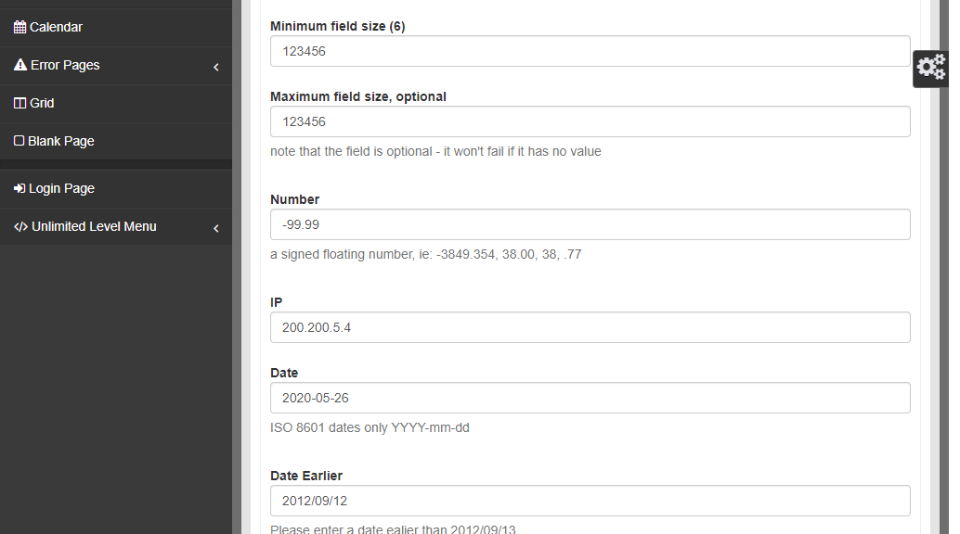 Calendar
Error Pages
Grid
Blank Page
Login Page
Unlimited Level Menu
Minimum field size (6)
123456
Maximum field size, optional
123456
note that the field is optional - it won't fail if it has no value
Number
-99.99
a signed floating number, ie: -3849.354, 38.00, 38, .77
IP
200.200.5.4
Date
2020-05-26
ISO 8601 dates only YYYY-mm-dd
Date Earlier
2012/09/12
Please enter a date ealier than 2012/09/13